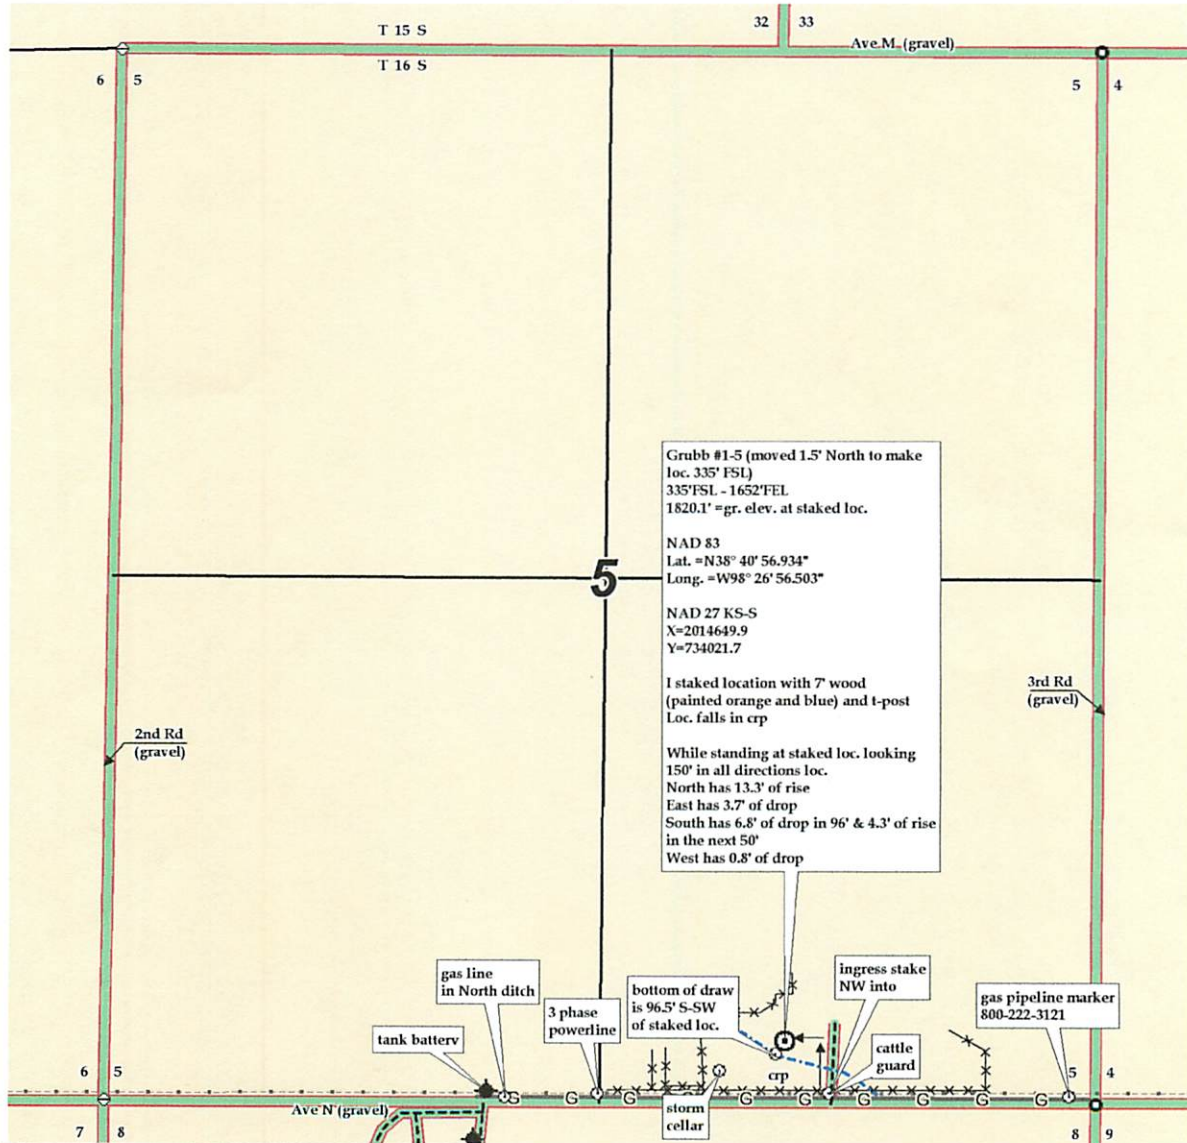 32 33
T 15 S
Ave M (gravel)
T 16 S
6 5
5 4
Grubb #1-5 (moved 1.5' North to make
loc. 335' FSL)
335'FSL - 1652'FEL
1820.1' =gr. elev. at staked loc.
NAD 83
Lat. =N38° 40' 56.934"
Long. =W98° 26' 56.503"
NAD 27 KS-S
X=2014649.9
Y=734021.7
I staked location with 7' wood
(painted orange and blue) and t-post
Loc. falls in crp
While standing at staked loc. looking
150' in all directions loc.
North has 13.3' of rise
East has 3.7' of drop
South has 6.8' of drop in 96' & 4.3' of rise
in the next 50'
West has 0.8' of drop
5
3rd Rd
(gravel)
2nd Rd
(gravel)
gas line
in North ditch
3 phase
powerline
bottom of draw
is 96.5' S-SW
of staked loc.
ingress stake
NW into
gas pipeline marker
800-222-3121
tank battery
cattle
guard
crp
6 5
5 4
G G G G G G G G G
storm
cellar
Ave N (gravel)
7 8
8 9